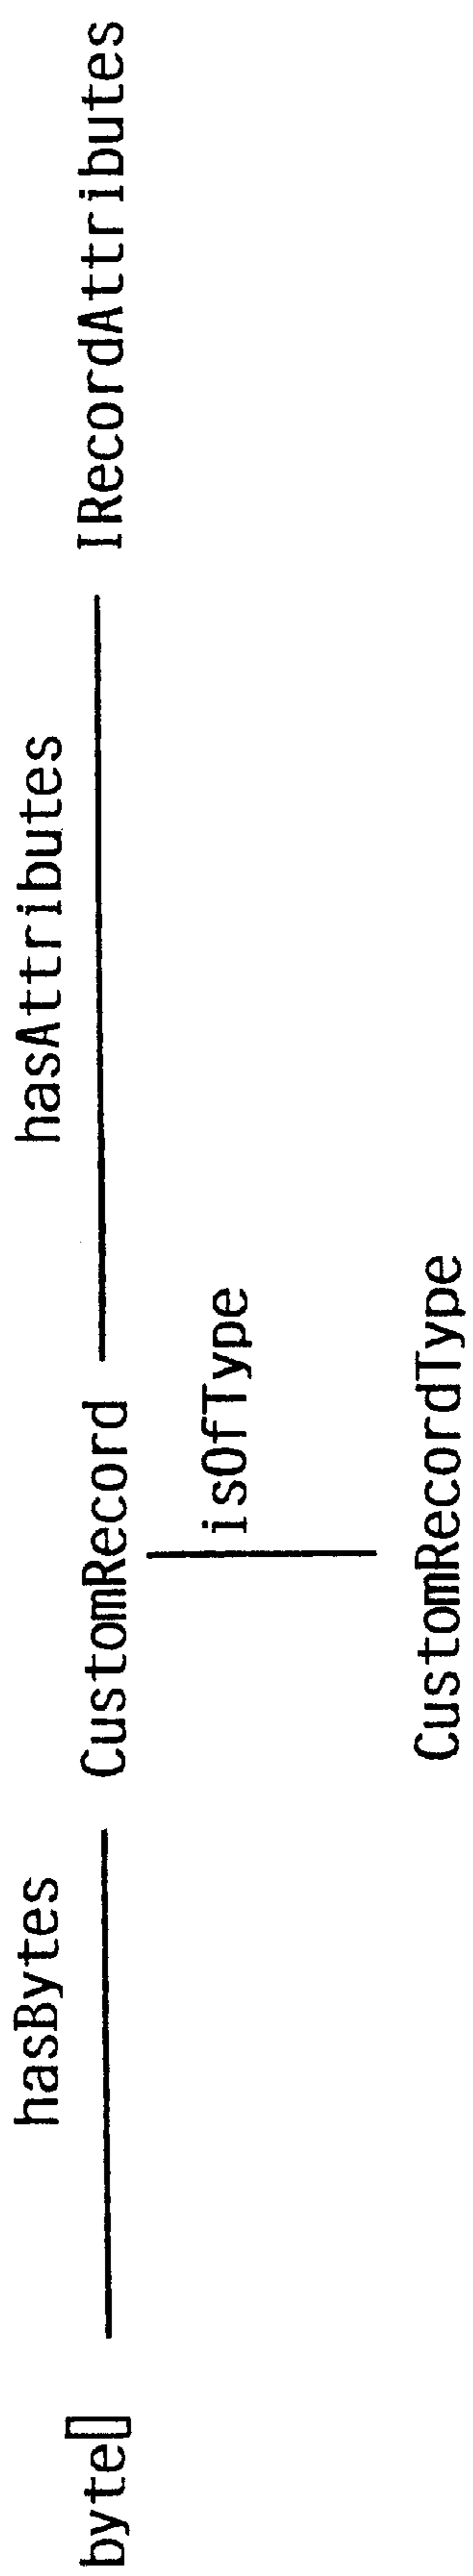 hasBytes
hasAttributes
byte[]
CustomRecord
IRecordAttributes
isOfType
CustomRecordType